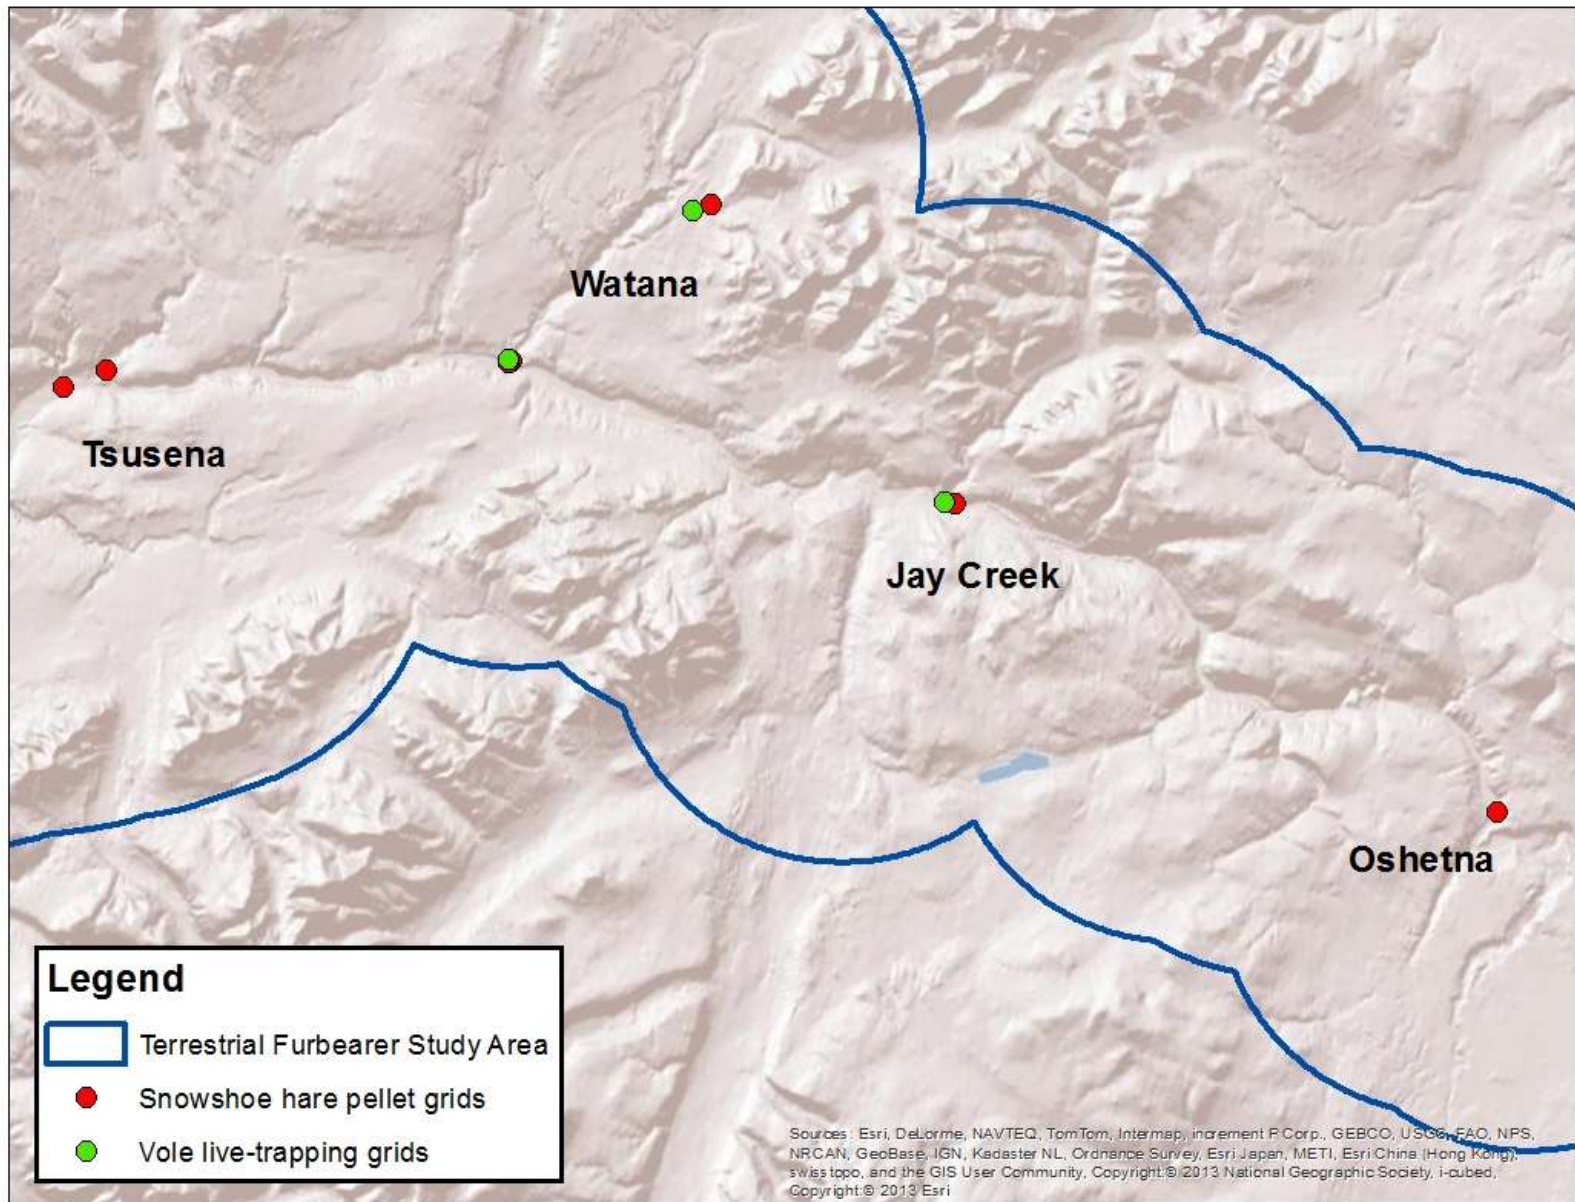 Watana
Tsusena
Jay Creek
Oshetna
Legend
Terrestrial Furbearer Study Area
Snowshoe hare pellet grids
Vole live-trapping grids
Sources: Esri, DeLorme, NAVTEQ, TomTom, Intermap, increment P Corp., GEBCO, USGS, FAO, NPS,
NRCAN, GeoBase, IGN, Kadaster NL, Ordnance Survey, Esri Japan, METI, Esri China (Hong Kong),
swisstopo, and the GIS User Community, Copyright:© 2013 National Geographic Society, i-cubed,
Copyright:© 2013 Esri